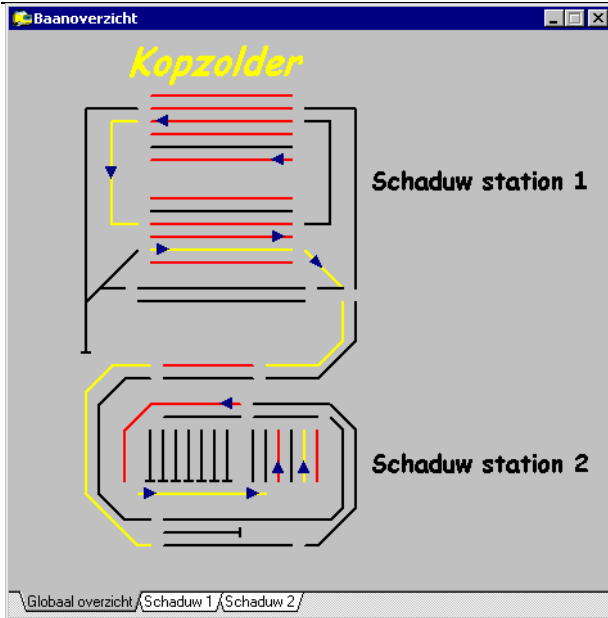 Baanoverzicht
Kopzolder
Schaduw station 1
Schaduw station 2
Globaal overzicht Schaduw 1 Schaduw 2